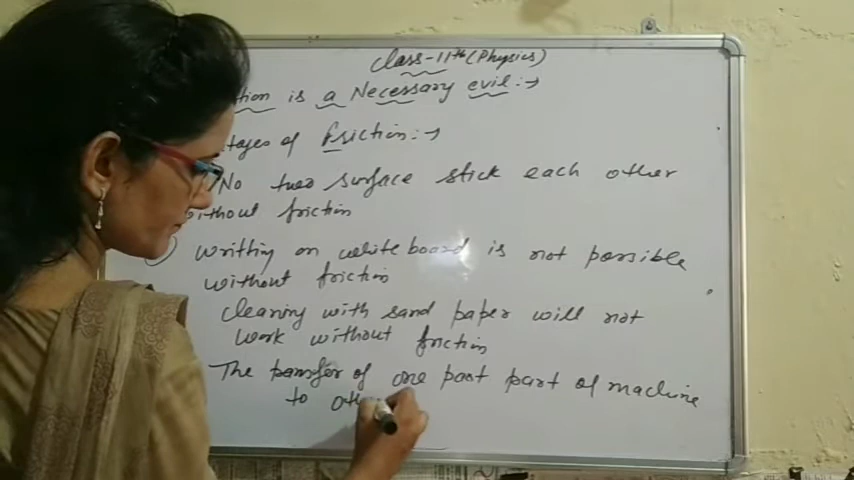 Class-11th (Physics)
tion is a Necessary evil :→
tages of friction :→
No two surface stick each other
without friction
writting on white board is not possible
without friction
cleaning with sand paper will not
work without friction
The transfer of one part part of machine
to oth